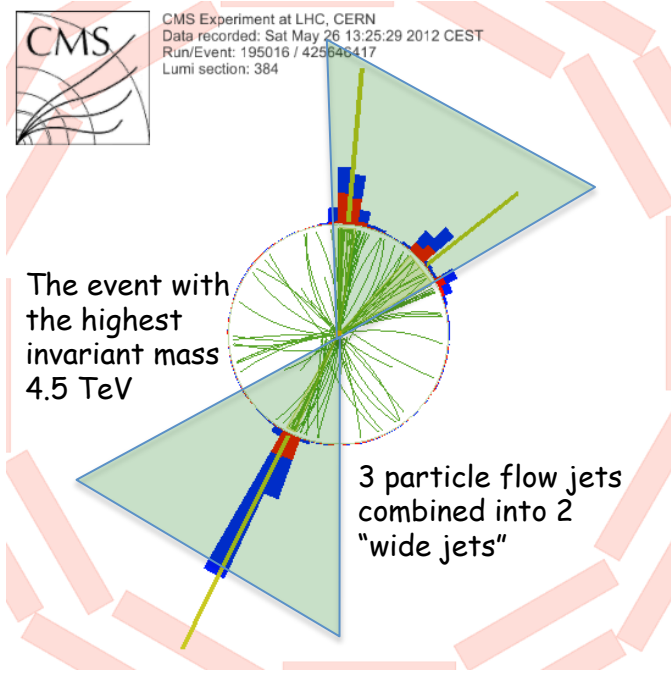 CMS
CMS Experiment at LHC, CERN
Data recorded: Sat May 26 13:25:29 2012 CEST
Run/Event: 195016 / 425646417
Lumi section: 384
The event with
the highest
invariant mass
4.5 TeV
3 particle flow jets
combined into 2
“wide jets”